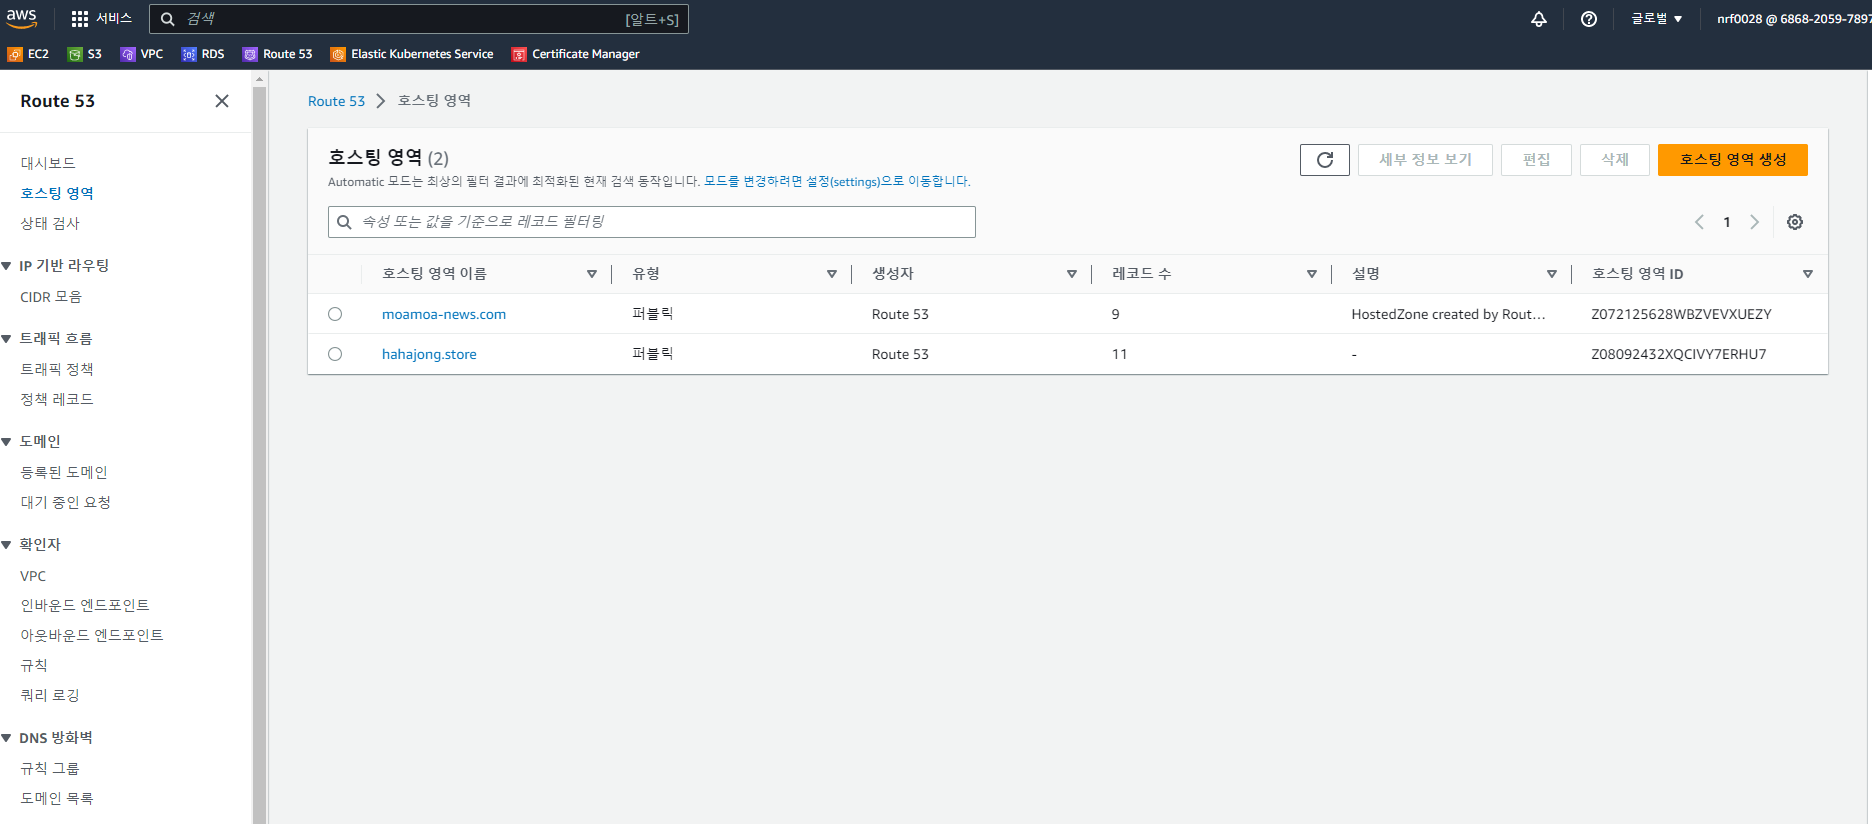 aws 서비스 검색 [알트+S] 글로벌 nrf0028 @ 6868-2059-7897
EC2 S3 VPC RDS Route 53 Elastic Kubernetes Service Certificate Manager
Route 53
대시보드
호스팅 영역
상태 검사
IP 기반 라우팅
CIDR 모음
트래픽 흐름
트래픽 정책
정책 레코드
도메인
등록된 도메인
대기 중인 요청
확인자
VPC
인바운드 엔드포인트
아웃바운드 엔드포인트
규칙
쿼리 로깅
DNS 방화벽
규칙 그룹
도메인 목록
Route 53 호스팅 영역
호스팅 영역 (2)
세부 정보 보기 편집 삭제 호스팅 영역 생성
Automatic 모드는 최상의 필터 결과에 최적화된 현재 검색 동작입니다. 모드를 변경하려면 설정(settings)으로 이동합니다.
속성 또는 값을 기준으로 레코드 필터링 1
호스팅 영역 이름 유형 생성자 레코드 수 설명 호스팅 영역 ID
moamoa-news.com 퍼블릭 Route 53 9 HostedZone created by Rout... Z072125628WBZVEVXUEZY
hahajong.store 퍼블릭 Route 53 11 - Z08092432XQCIVY7ERHU7